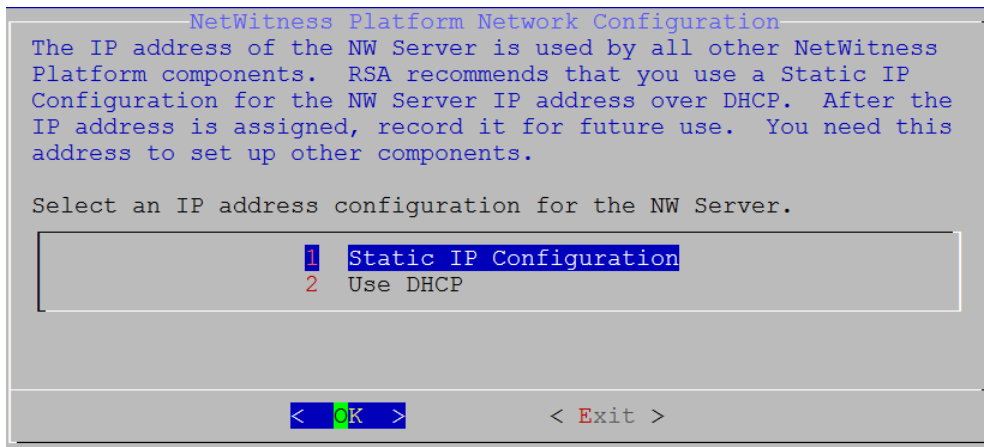 NetWitness Platform Network Configuration
The IP address of the NW Server is used by all other NetWitness
Platform components.  RSA recommends that you use a Static IP
Configuration for the NW Server IP address over DHCP.  After the
IP address is assigned, record it for future use.  You need this
address to set up other components.
Select an IP address configuration for the NW Server.
1 Static IP Configuration
2 Use DHCP
< OK > < Exit >